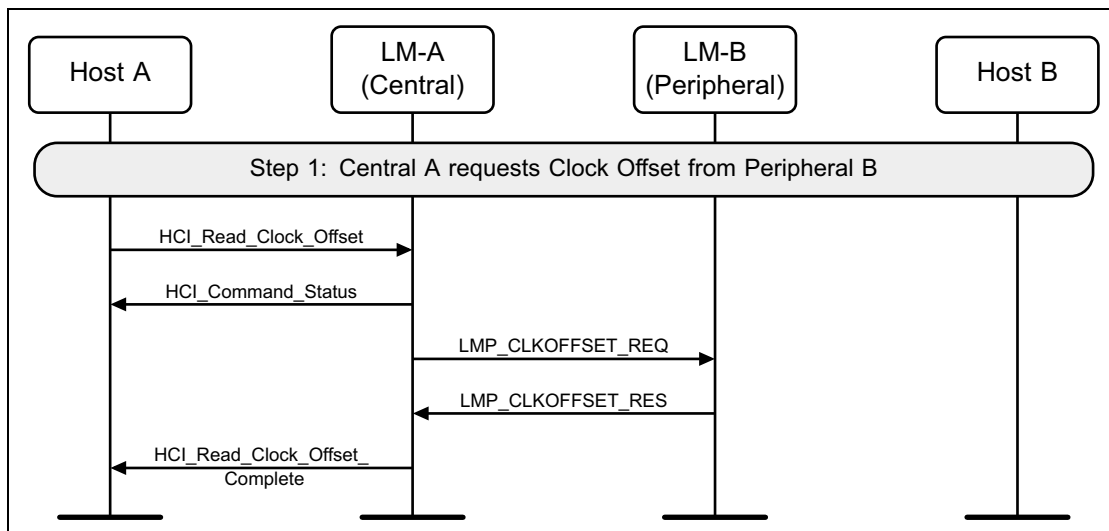 Host A
LM-A
(Central)
LM-B
(Peripheral)
Host B
Step 1: Central A requests Clock Offset from Peripheral B
HCI_Read_Clock_Offset
HCI_Command_Status
LMP_CLKOFFSET_REQ
LMP_CLKOFFSET_RES
HCI_Read_Clock_Offset_
Complete